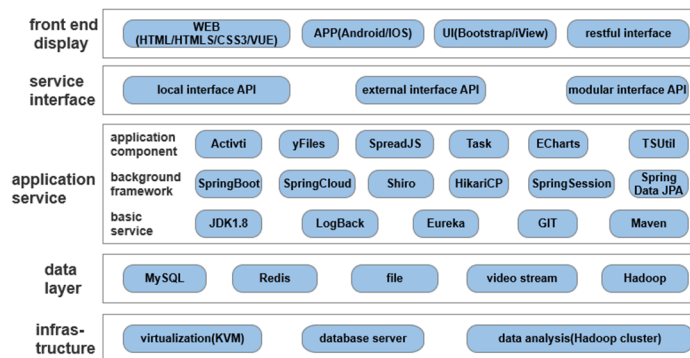 front end
display
WEB
(HTML/HTMLS/CSS3/VUE)
APP(Android/IOS)
UI(Bootstrap/iView)
restful interface
service
interface
local interface API
external interface API
modular interface API
application
service
application
component
Activti
yFiles
SpreadJS
Task
ECharts
TSUtil
background
framework
SpringBoot
SpringCloud
Shiro
HikariCP
SpringSession
Spring
Data JPA
basic
service
JDK1.8
LogBack
Eureka
GIT
Maven
data
layer
MySQL
Redis
file
video stream
Hadoop
infras-
tructure
virtualization(KVM)
database server
data analysis(Hadoop cluster)